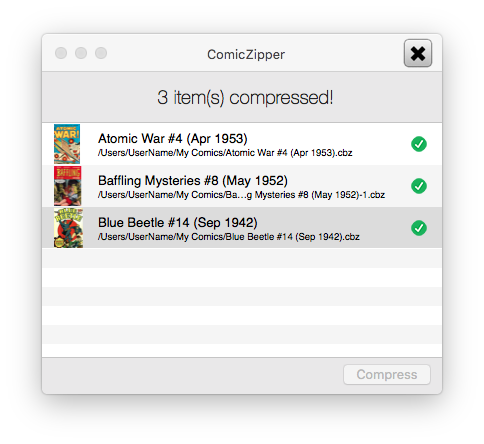 ComicZipper
3 item(s) compressed!
Atomic War #4 (Apr 1953)
/Users/UserName/My Comics/Atomic War #4 (Apr 1953).cbz
Baffling Mysteries #8 (May 1952)
/Users/UserName/My Comics/Ba…g Mysteries #8 (May 1952)-1.cbz
Blue Beetle #14 (Sep 1942)
/Users/UserName/My Comics/Blue Beetle #14 (Sep 1942).cbz
Compress